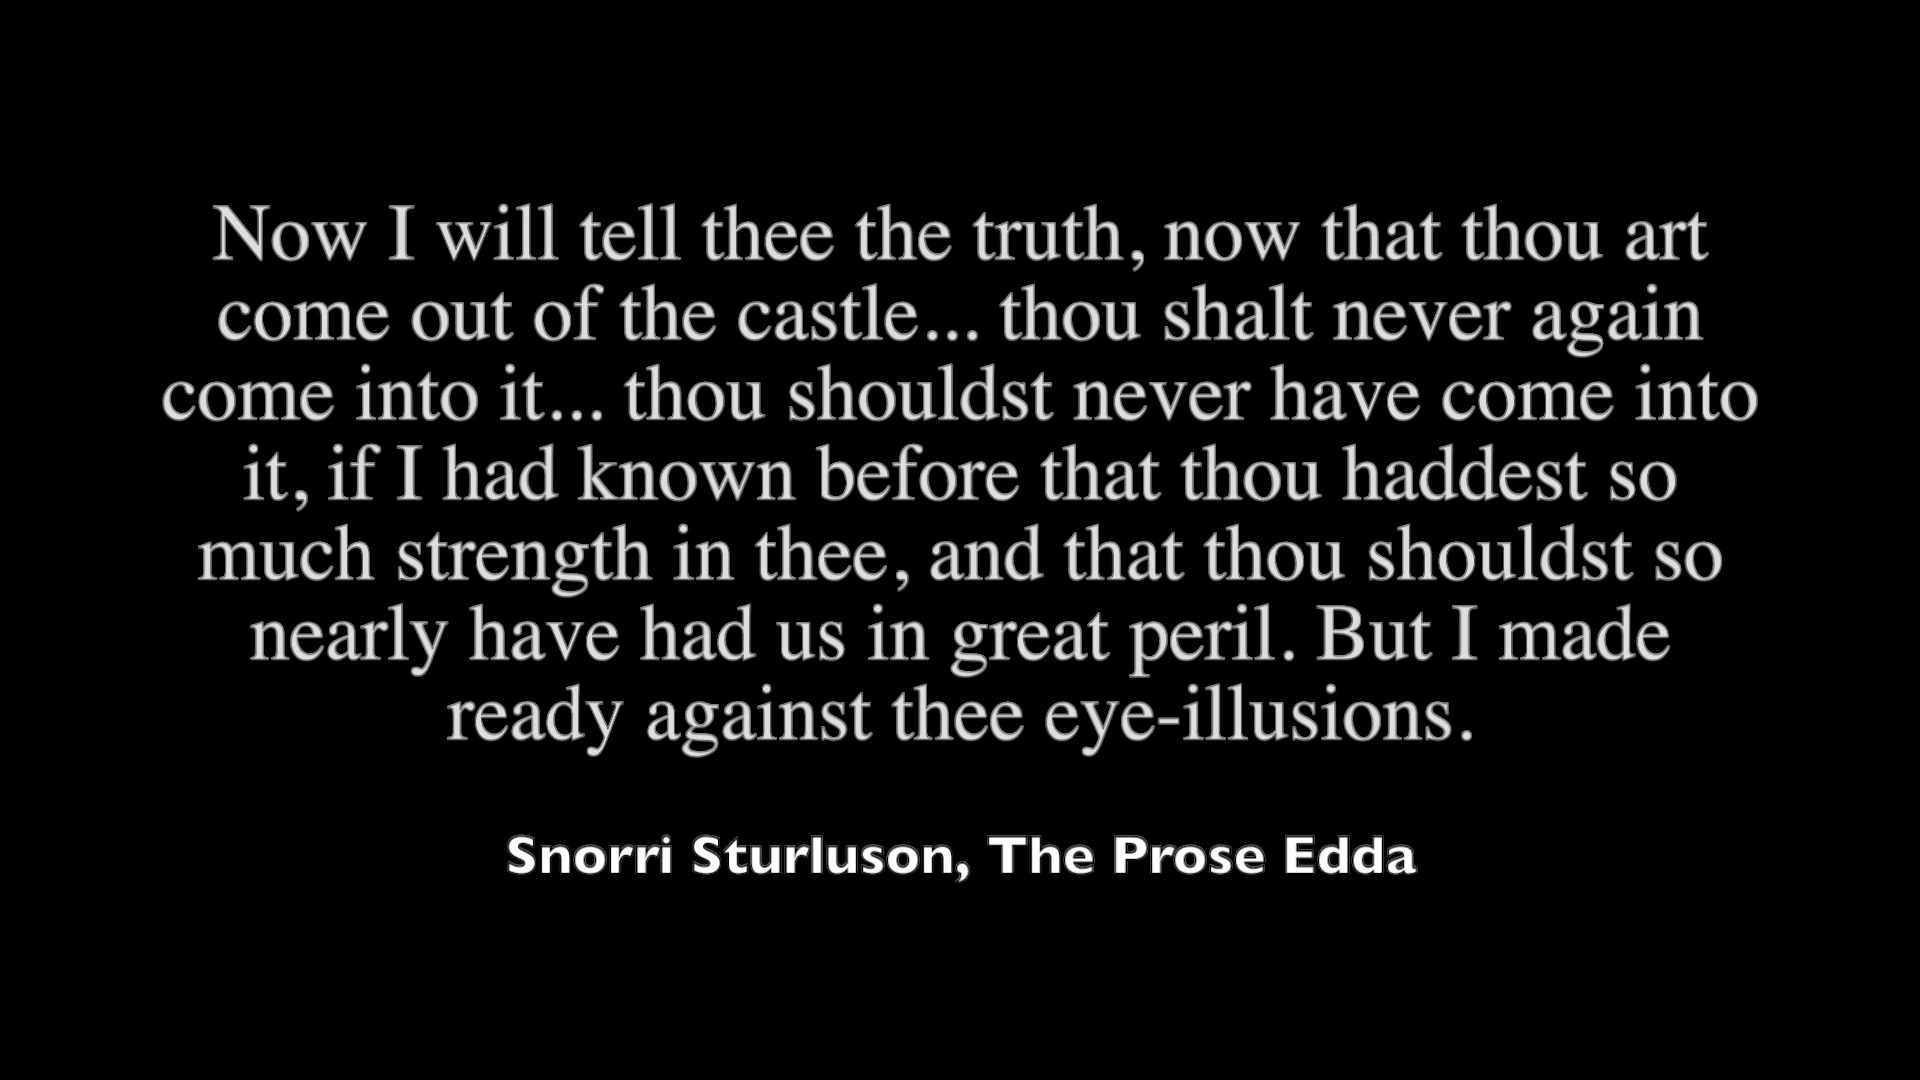 Now I will tell thee the truth, now that thou art
come out of the castle... thou shalt never again
come into it... thou shouldst never have come into
it, if I had known before that thou haddest so
much strength in thee, and that thou shouldst so
nearly have had us in great peril. But I made
ready against thee eye-illusions.
Snorri Sturluson, The Prose Edda